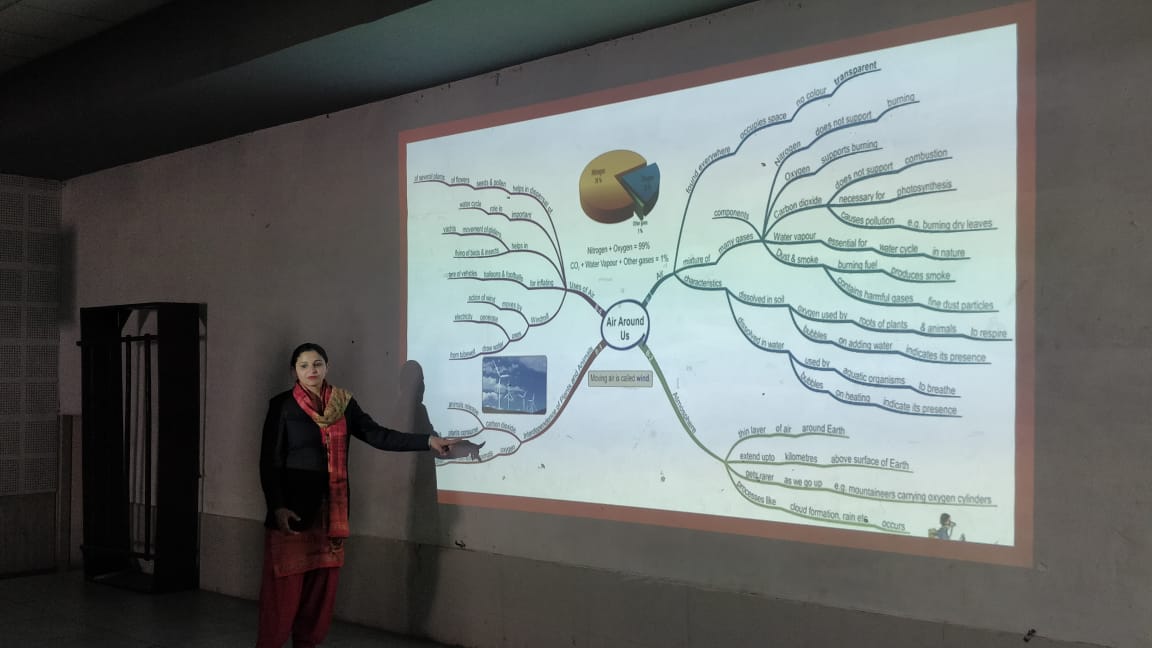 Air Around
Us
Moving air is called wind.
Nitrogen
Oxygen
Other gases
1%
Nitrogen + Oxygen = 99%
CO₂ + Water Vapour + Other gases = 1%
Air
found everywhere occupies space no colour transparent
mixture of many gases
components
Nitrogen does not support burning
Oxygen supports burning
Carbon dioxide
does not support combustion
necessary for photosynthesis
causes pollution e.g. burning dry leaves
Water vapour essential for water cycle in nature
Dust & smoke
burning fuel produces smoke
contains harmful gases fine dust particles
characteristics
dissolved in soil
oxygen used by roots of plants & animals to respire
bubbles on adding water indicates its presence
dissolved in water
used by aquatic organisms to breathe
bubbles on heating indicate its presence
Atmosphere
thin layer of air around Earth
extend upto kilometres above surface of Earth
gets rarer as we go up e.g. mountaineers carrying oxygen cylinders
processes like cloud formation, rain etc. occurs
Interdependence of Plants and Animals
carbon dioxide
animals release
plants consume
oxygen
Uses of Air
helps in dispersal of seeds & pollen of flowers of several plants
important role in water cycle
helps in
movement of gliders yachts
flying of birds & insects
for inflating balloons & footballs tyre of vehicles
Windmill
moves by action of wind
uses
generate electricity
draw water from tubewell